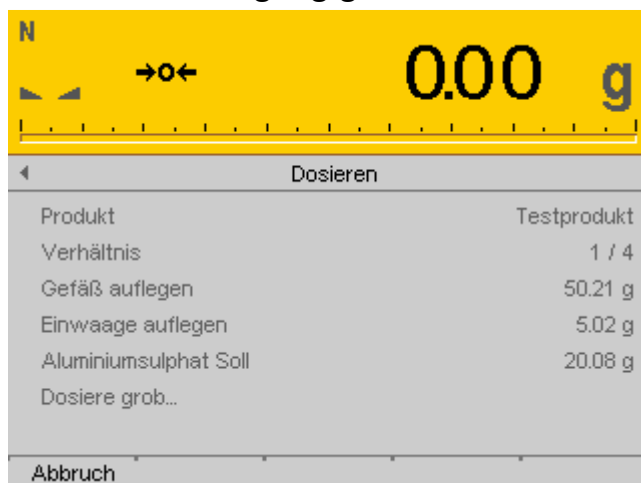 N
→0← 0.00 g
Dosieren
Produkt Testprodukt
Verhältnis 1 / 4
Gefäß auflegen 50.21 g
Einwaage auflegen 5.02 g
Aluminiumsulphat Soll 20.08 g
Dosiere grob...
Abbruch